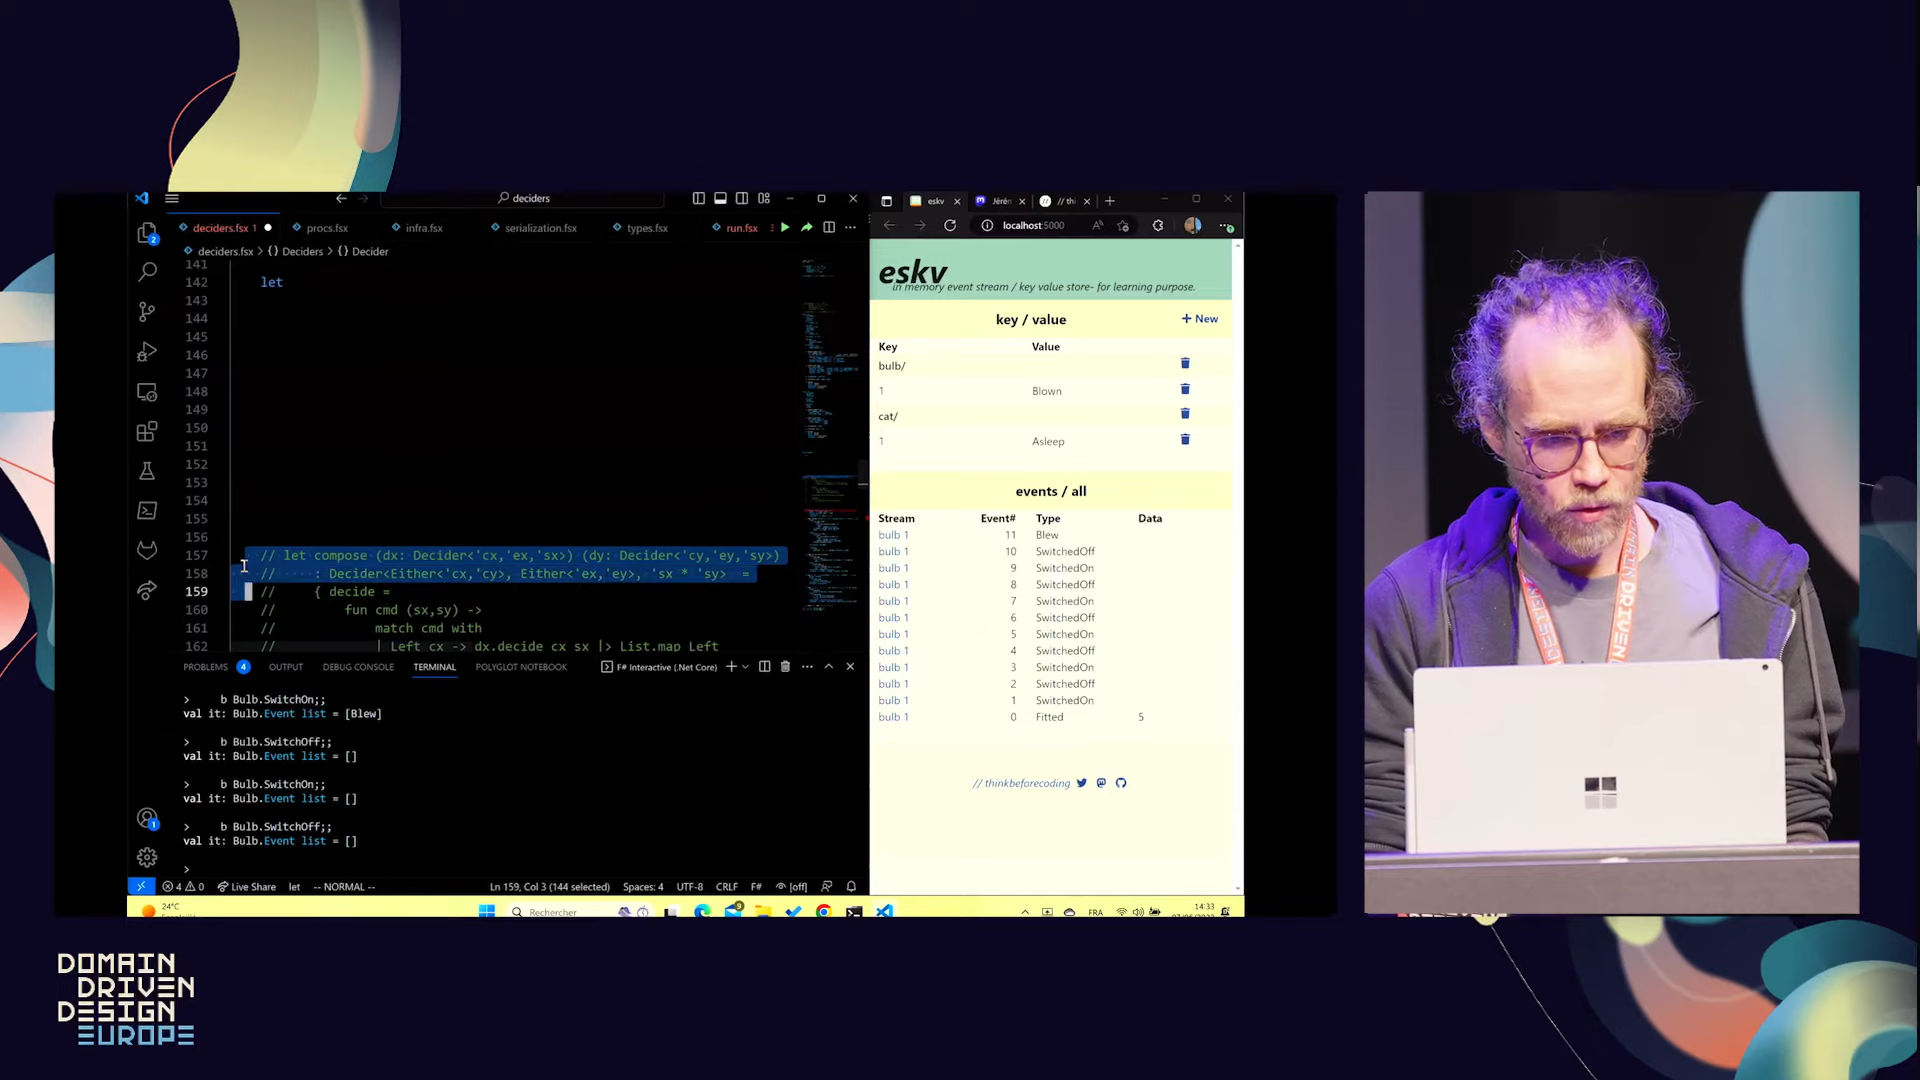 deciders
deciders.fsx 1
procs.fsx
infra.fsx
serialization.fsx
types.fsx
run.fsx
deciders.fsx > {} Deciders > {} Decider
141
142 let
143
144
145
146
147
148
149
150
151
152
153
154
155
156
157 // let compose (dx: Decider<'cx,'ex,'sx>) (dy: Decider<'cy,'ey,'sy>)
158 // : Decider<Either<'cx,'cy>, Either<'ex,'ey>, 'sx * 'sy> =
159 // { decide =
160 // fun cmd (sx,sy) ->
161 // match cmd with
162 // | Left cx -> dx.decide cx sx |> List.map Left
PROBLEMS 4 OUTPUT DEBUG CONSOLE TERMINAL POLYGLOT NOTEBOOK F# Interactive (.Net Core)
> b Bulb.SwitchOn;;
val it: Bulb.Event list = [Blew]
> b Bulb.SwitchOff;;
val it: Bulb.Event list = []
> b Bulb.SwitchOn;;
val it: Bulb.Event list = []
> b Bulb.SwitchOff;;
val it: Bulb.Event list = []
>
4 0 Live Share let -- NORMAL -- Ln 159, Col 3 (144 selected) Spaces: 4 UTF-8 CRLF F# [off]
24°C
Rechercher
FRA
14:33
eskv
Jérén
// thi
localhost:5000
eskv
in memory event stream / key value store- for learning purpose.
key / value
+ New
Key Value
bulb/
1 Blown
cat/
1 Asleep
events / all
Stream Event# Type Data
bulb 1 11 Blew
bulb 1 10 SwitchedOff
bulb 1 9 SwitchedOn
bulb 1 8 SwitchedOff
bulb 1 7 SwitchedOn
bulb 1 6 SwitchedOff
bulb 1 5 SwitchedOn
bulb 1 4 SwitchedOff
bulb 1 3 SwitchedOn
bulb 1 2 SwitchedOff
bulb 1 1 SwitchedOn
bulb 1 0 Fitted 5
// thinkbeforecoding
DOMAIN
DRIVEN
DESIGN
EUROPE